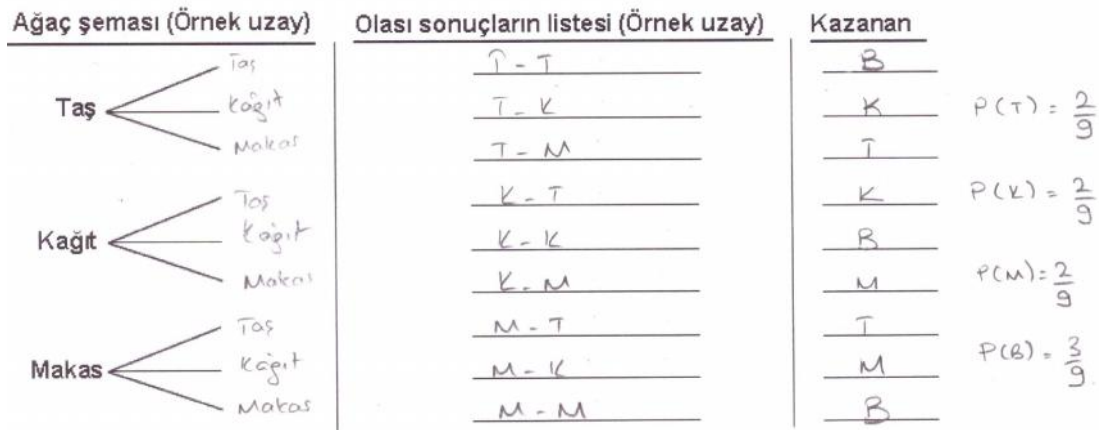 Ağaç şeması (Örnek uzay) Olası sonuçların listesi (Örnek uzay) Kazanan
Taş
Taş
Kağıt
Makas
T - T
T - K
T - M
B
K
T
P(T) = 2/9
Kağıt
Taş
Kağıt
Makas
K - T
K - K
K - M
K
B
M
P(K) = 2/9
P(M) = 2/9
Makas
Taş
Kağıt
Makas
M - T
M - K
M - M
T
M
B
P(B) = 3/9